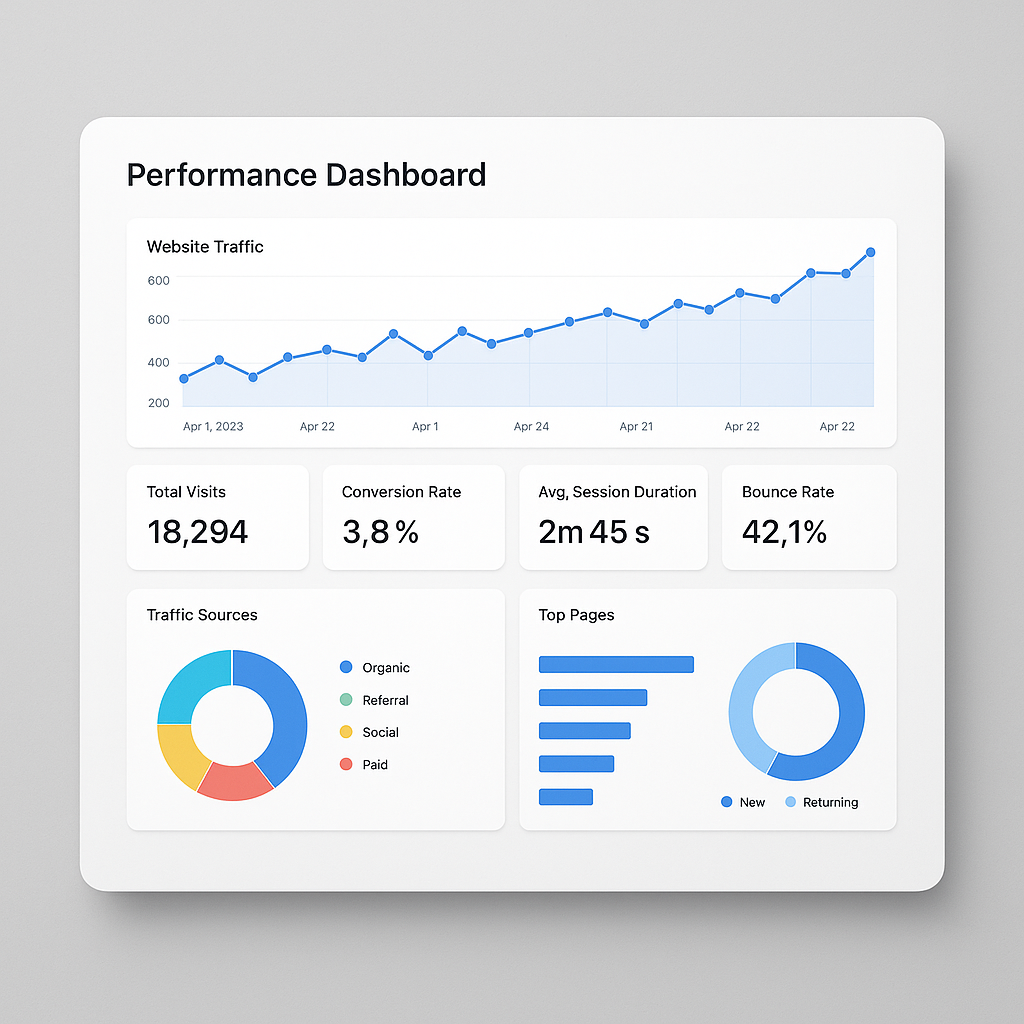 Performance Dashboard
Website Traffic
600
600
400
200
Apr 1, 2023 Apr 22 Apr 1 Apr 24 Apr 21 Apr 22 Apr 22
Total Visits
18,294
Conversion Rate
3,8 %
Avg, Session Duration
2m 45 s
Bounce Rate
42,1%
Traffic Sources
Organic
Referral
Social
Paid
Top Pages
New Returning